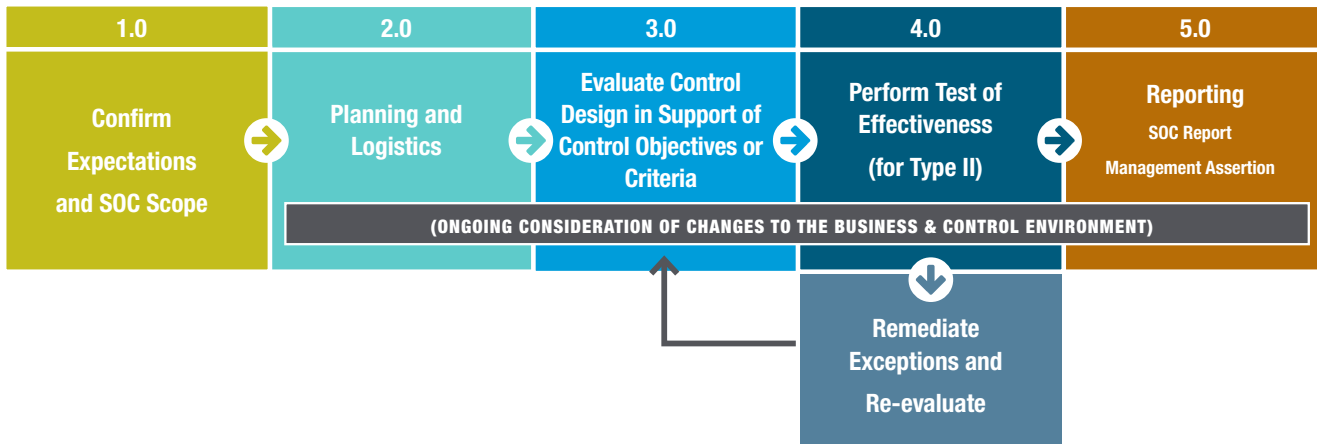 1.0
2.0
3.0
4.0
5.0
Confirm
Expectations
and SOC Scope
Planning and
Logistics
Evaluate Control
Design in Support of
Control Objectives or
Criteria
Perform Test of
Effectiveness
(for Type II)
Reporting
SOC Report
Management Assertion
(ONGOING CONSIDERATION OF CHANGES TO THE BUSINESS & CONTROL ENVIRONMENT)
Remediate
Exceptions and
Re-evaluate